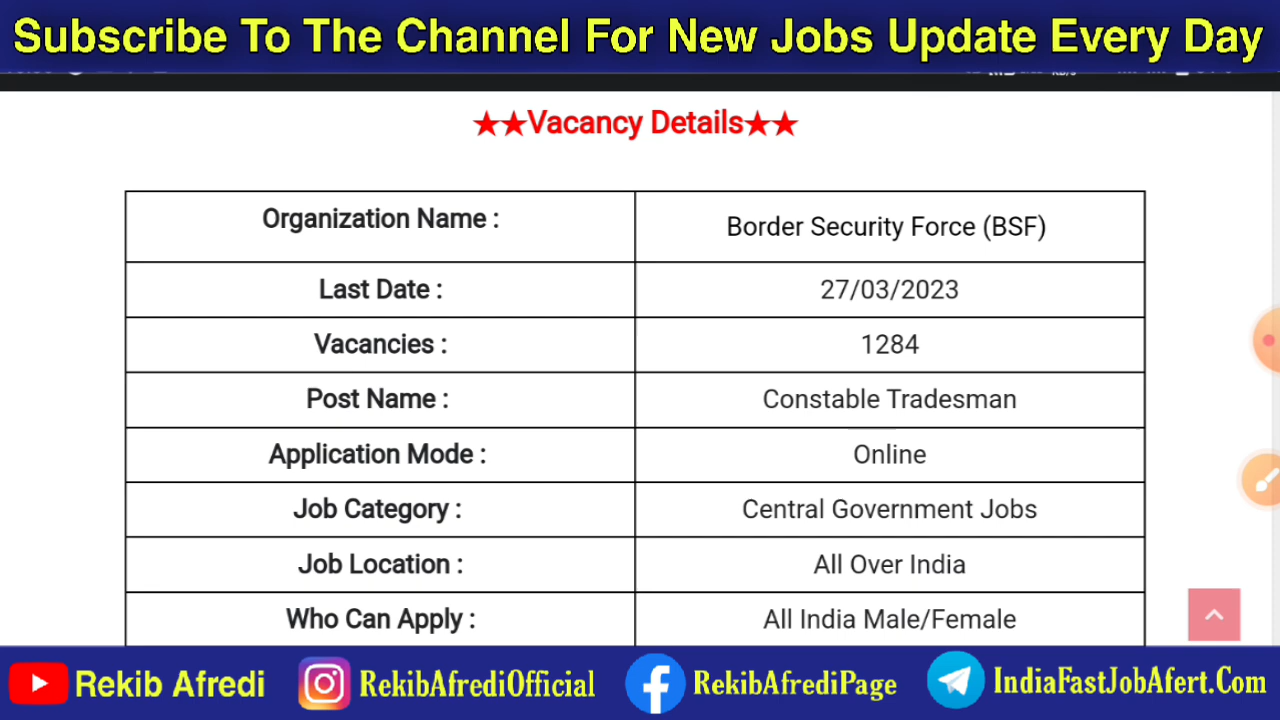 Subscribe To The Channel For New Jobs Update Every Day
★★Vacancy Details★★
Organization Name : Border Security Force (BSF)
Last Date : 27/03/2023
Vacancies : 1284
Post Name : Constable Tradesman
Application Mode : Online
Job Category : Central Government Jobs
Job Location : All Over India
Who Can Apply : All India Male/Female
Rekib Afredi RekibAfrediOfficial RekibAfrediPage IndiaFastJobAfert.Com